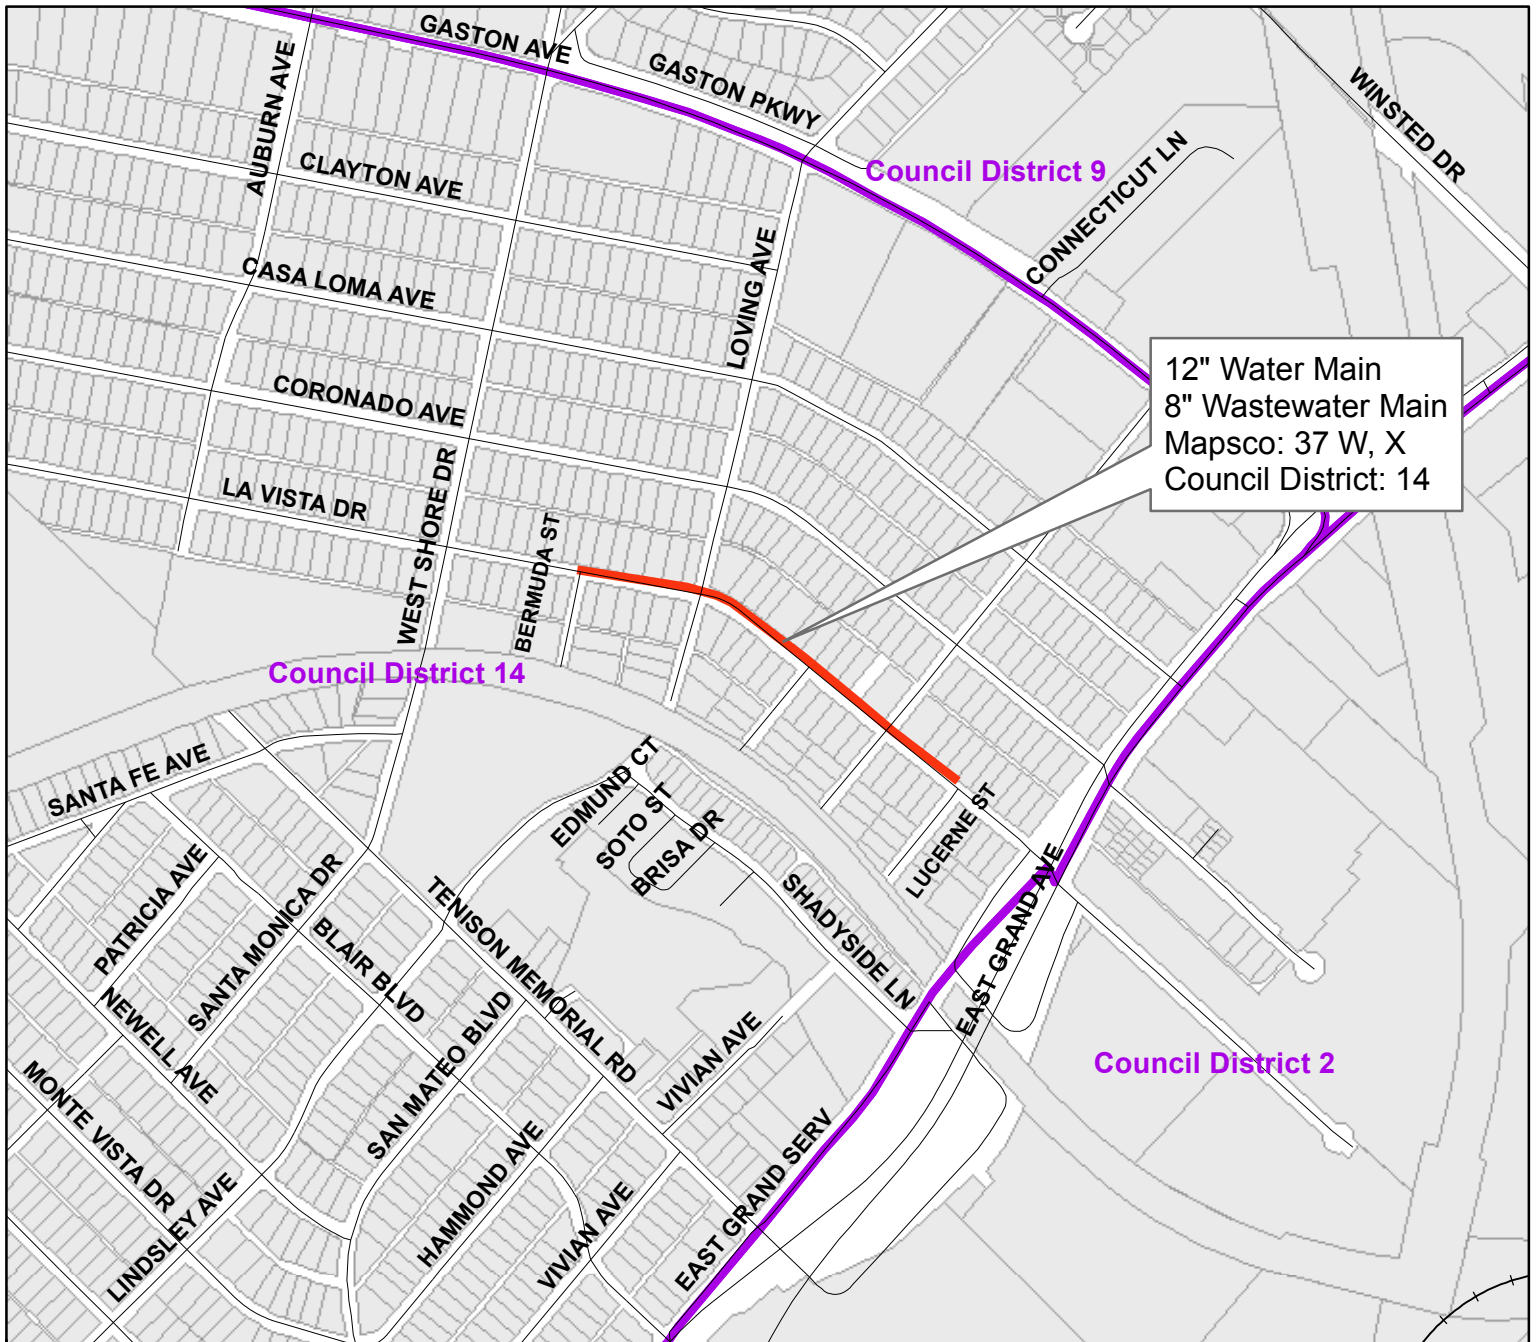 GASTON AVE
GASTON PKWY
WINSTED DR
AUBURN AVE
CLAYTON AVE
Council District 9
CONNECTICUT LN
CASA LOMA AVE
LOVING AVE
12" Water Main
8" Wastewater Main
Mapsco: 37 W, X
Council District: 14
CORONADO AVE
LA VISTA DR
WEST SHORE DR
BERMUDA ST
Council District 14
SANTA FE AVE
EDMUND CT
SOTO ST
BRISA DR
LUCERNE ST
PATRICIA AVE
SANTA MONICA DR
TENISON MEMORIAL RD
SHADYSIDE LN
EAST GRAND AVE
BLAIR BLVD
NEWELL AVE
SAN MATEO BLVD
VIVIAN AVE
Council District 2
MONTE VISTA DR
LINDSLEY AVE
HAMMOND AVE
VIVIAN AVE
EAST GRAND SERV